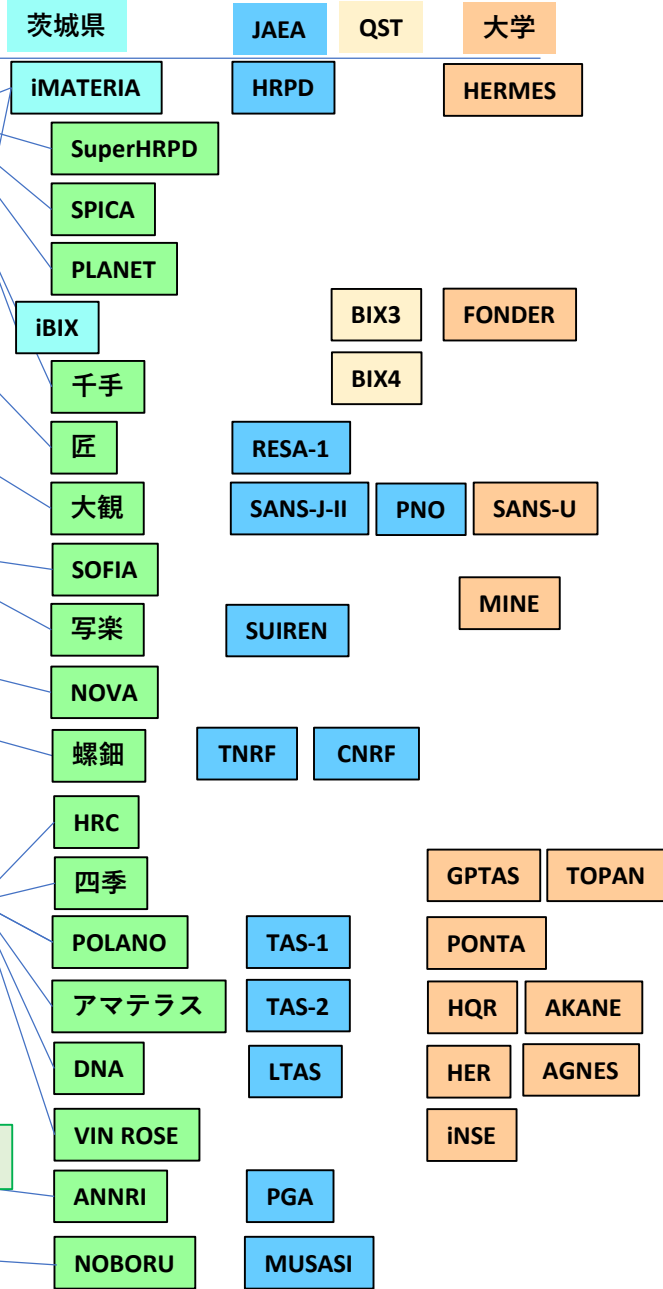 茨城県 JAEA QST 大学
iMATERIA HRPD HERMES
SuperHRPD
SPICA
PLANET
iBIX BIX3 FONDER
千手 BIX4
匠 RESA-1
大観 SANS-J-II PNO SANS-U
SOFIA
MINE
写楽 SUIREN
NOVA
螺鈿 TNRF CNRF
HRC
四季 GPTAS TOPAN
POLANO TAS-1 PONTA
アマテラス TAS-2 HQR AKANE
DNA LTAS HER AGNES
VIN ROSE iNSE
ANNRI PGA
NOBORU MUSASI